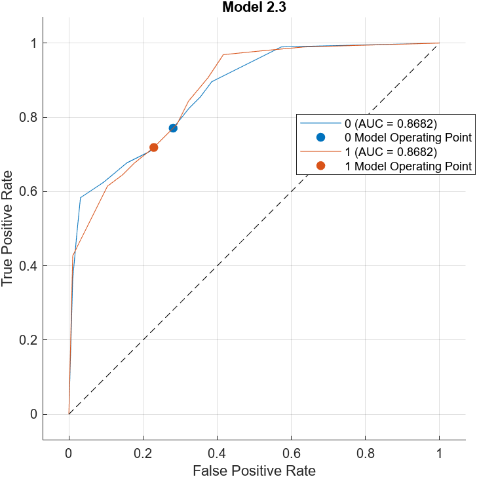 Model 2.3
True Positive Rate
1
0.8
0.6
0.4
0.2
0
0 (AUC = 0.8682)
0 Model Operating Point
1 (AUC = 0.8682)
1 Model Operating Point
0
0.2
0.4
0.6
0.8
1
False Positive Rate